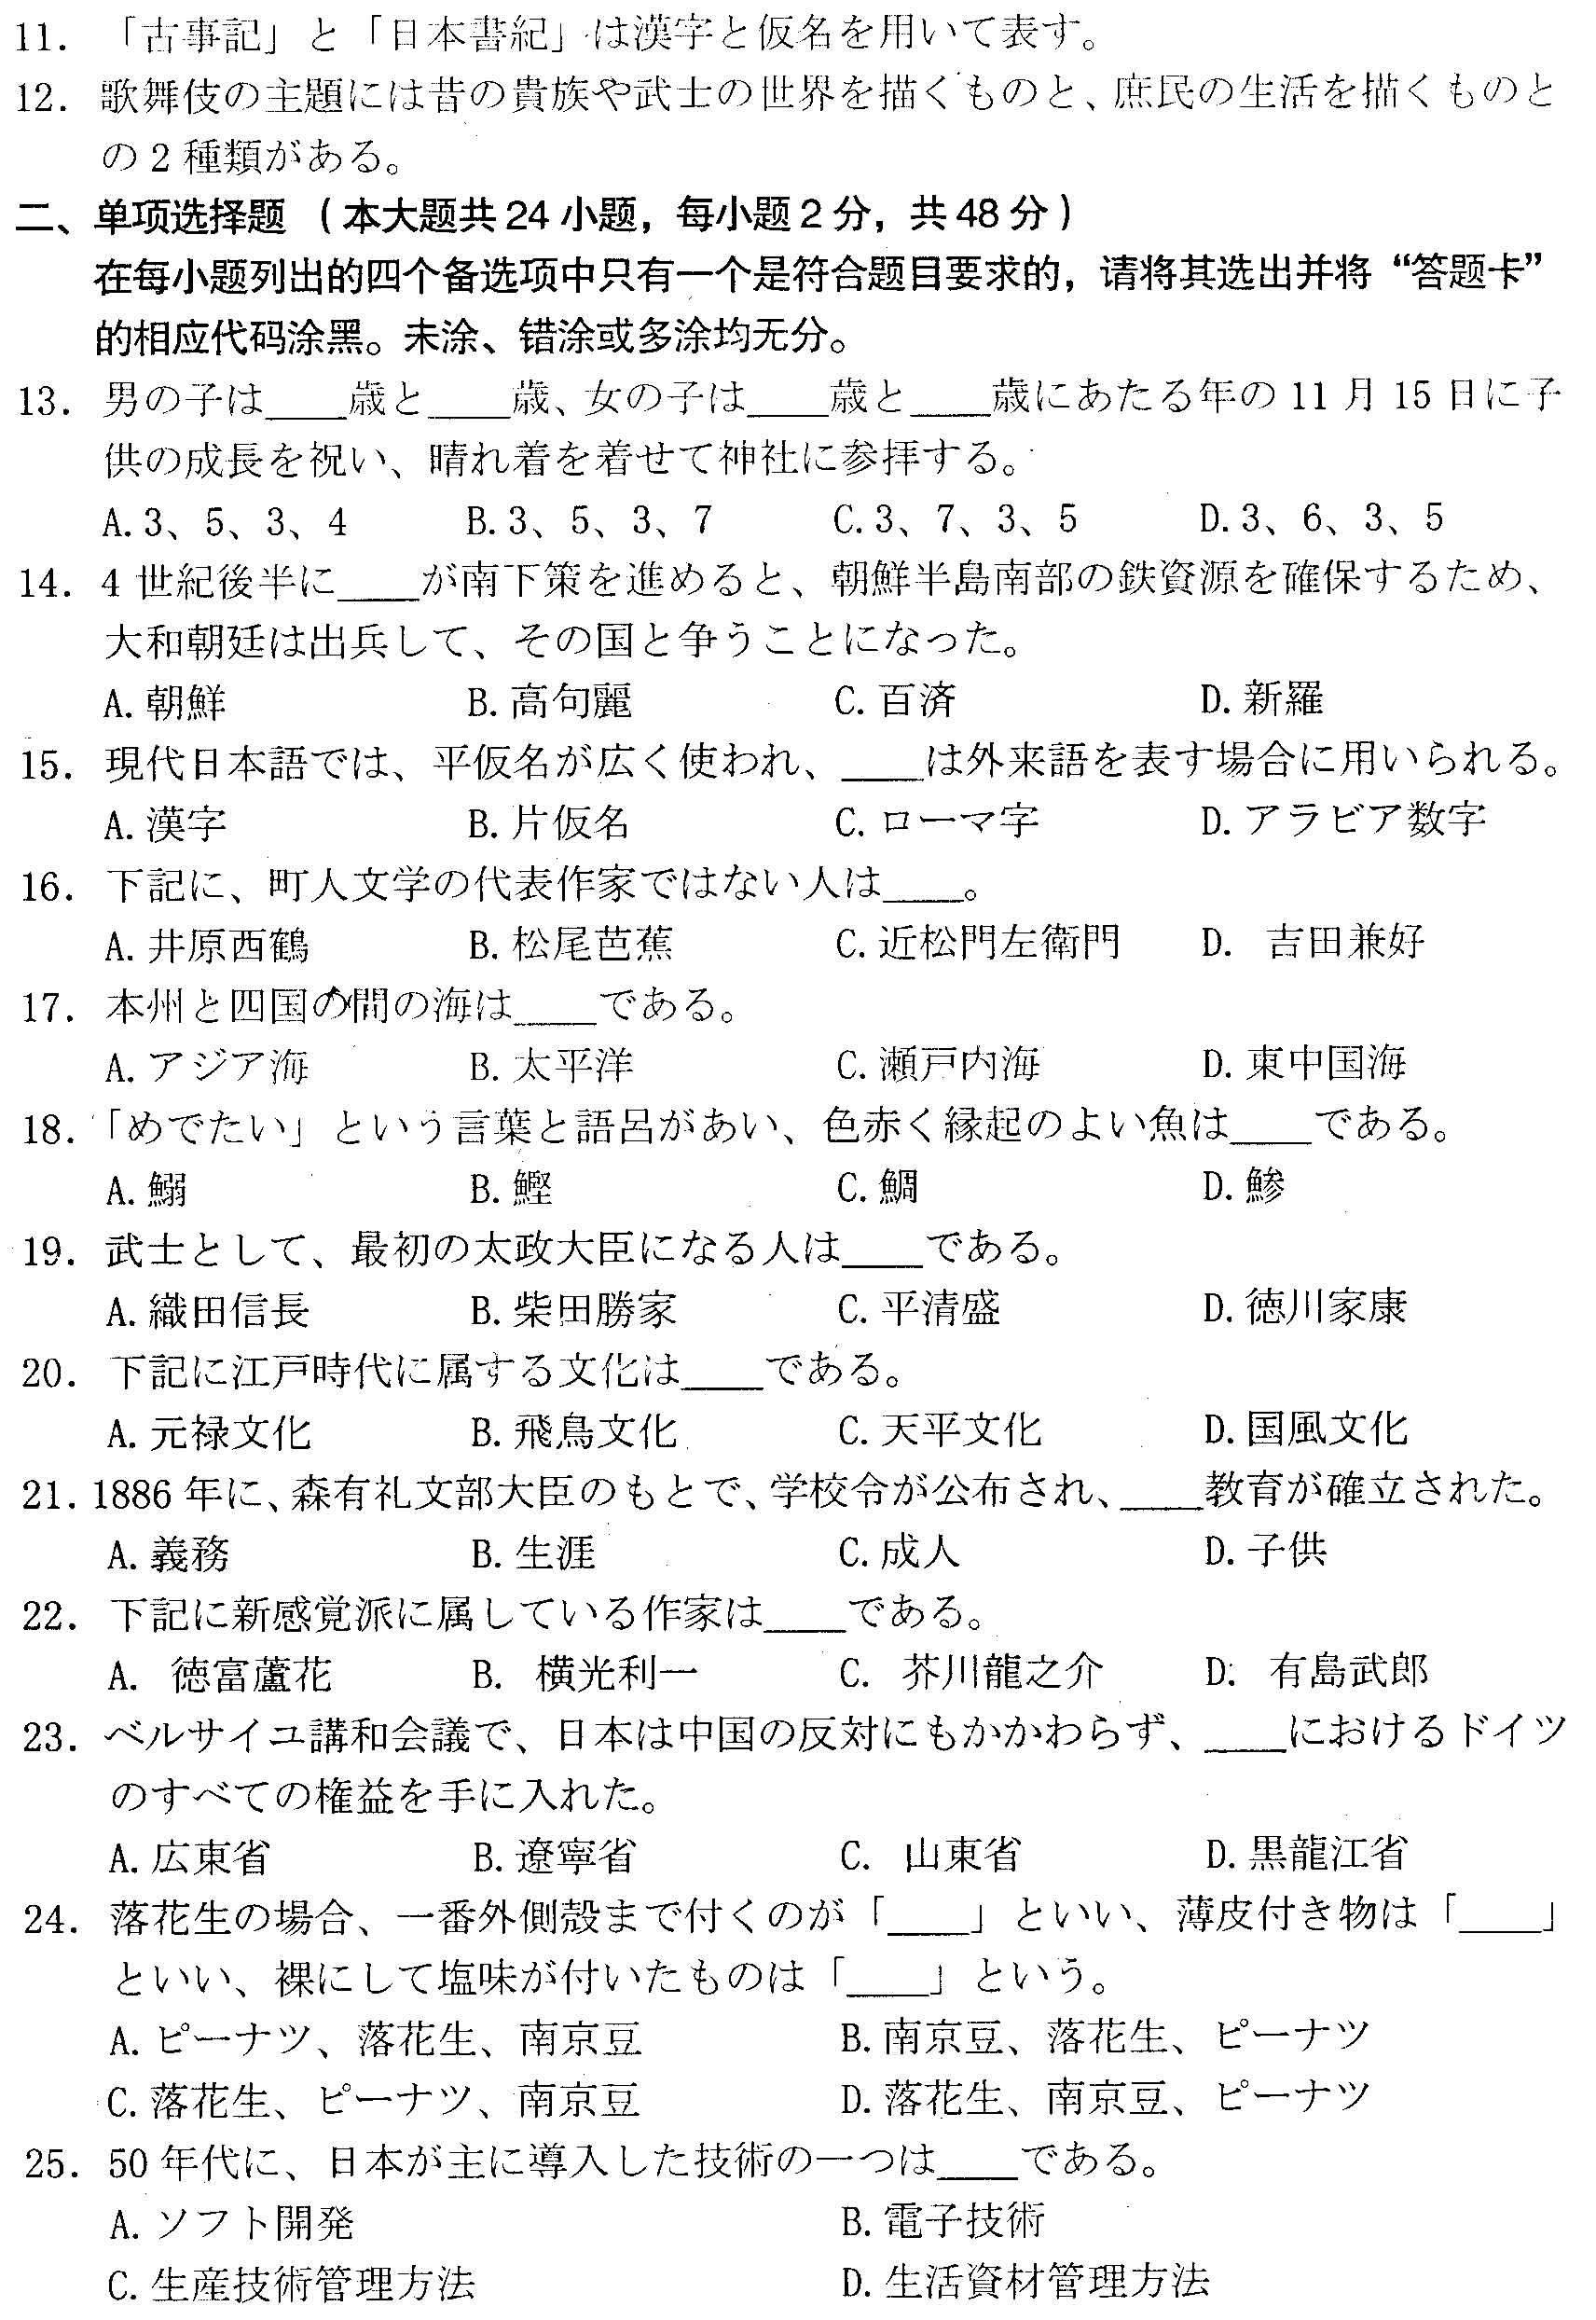 11. 「古事記」と「日本書紀」は漢字と仮名を用いて表す。
12. 歌舞伎の主題には昔の貴族や武士の世界を描くものと、庶民の生活を描くものと
の2種類がある。
二、单项选择题 (本大题共24小题,每小题2分,共48分)
在每小题列出的四个备选项中只有一个是符合题目要求的,请将其选出并将“答题卡”
的相应代码涂黑。未涂、错涂或多涂均无分。
13. 男の子は____歳と____歳、女の子は____歳と____歳にあたる年の11月15日に子
供の成長を祝い、晴れ着を着せて神社に参拝する。
A.3、5、3、4 B.3、5、3、7 C.3、7、3、5 D.3、6、3、5
14. 4世紀後半に____が南下策を進めると、朝鮮半島南部の鉄資源を確保するため、
大和朝廷は出兵して、その国と争うことになった。
A.朝鮮 B.高句麗 C.百済 D.新羅
15. 現代日本語では、平仮名が広く使われ、____は外来語を表す場合に用いられる。
A.漢字 B.片仮名 C.ローマ字 D.アラビア数字
16. 下記に、町人文学の代表作家ではない人は____。
A.井原西鶴 B.松尾芭蕉 C.近松門左衛門 D. 吉田兼好
17. 本州と四国の間の海は____である。
A.アジア海 B.太平洋 C.瀬戸内海 D.東中国海
18.「めでたい」という言葉と語呂があい、色赤く縁起のよい魚は____である。
A.鰯 B.鰹 C.鯛 D.鯵
19. 武士として、最初の太政大臣になる人は____である。
A.織田信長 B.柴田勝家 C.平清盛 D.徳川家康
20. 下記に江戸時代に属する文化は____である。
A.元禄文化 B.飛鳥文化 C.天平文化 D.国風文化
21. 1886年に、森有礼文部大臣のもとで、学校令が公布され、____教育が確立された。
A.義務 B.生涯 C.成人 D.子供
22. 下記に新感覚派に属している作家は____である。
A. 徳富蘆花 B. 横光利一 C. 芥川龍之介 D. 有島武郎
23. ベルサイユ講和会議で、日本は中国の反対にもかかわらず、____におけるドイツ
のすべての権益を手に入れた。
A.広東省 B.遼寧省 C. 山東省 D.黒龍江省
24. 落花生の場合、一番外側殻まで付くのが「____」といい、薄皮付き物は「____」
といい、裸にして塩味が付いたものは「____」という。
A.ピーナツ、落花生、南京豆 B.南京豆、落花生、ピーナツ
C.落花生、ピーナツ、南京豆 D.落花生、南京豆、ピーナツ
25. 50年代に、日本が主に導入した技術の一つは____である。
A.ソフト開発 B.電子技術
C.生産技術管理方法 D.生活資材管理方法